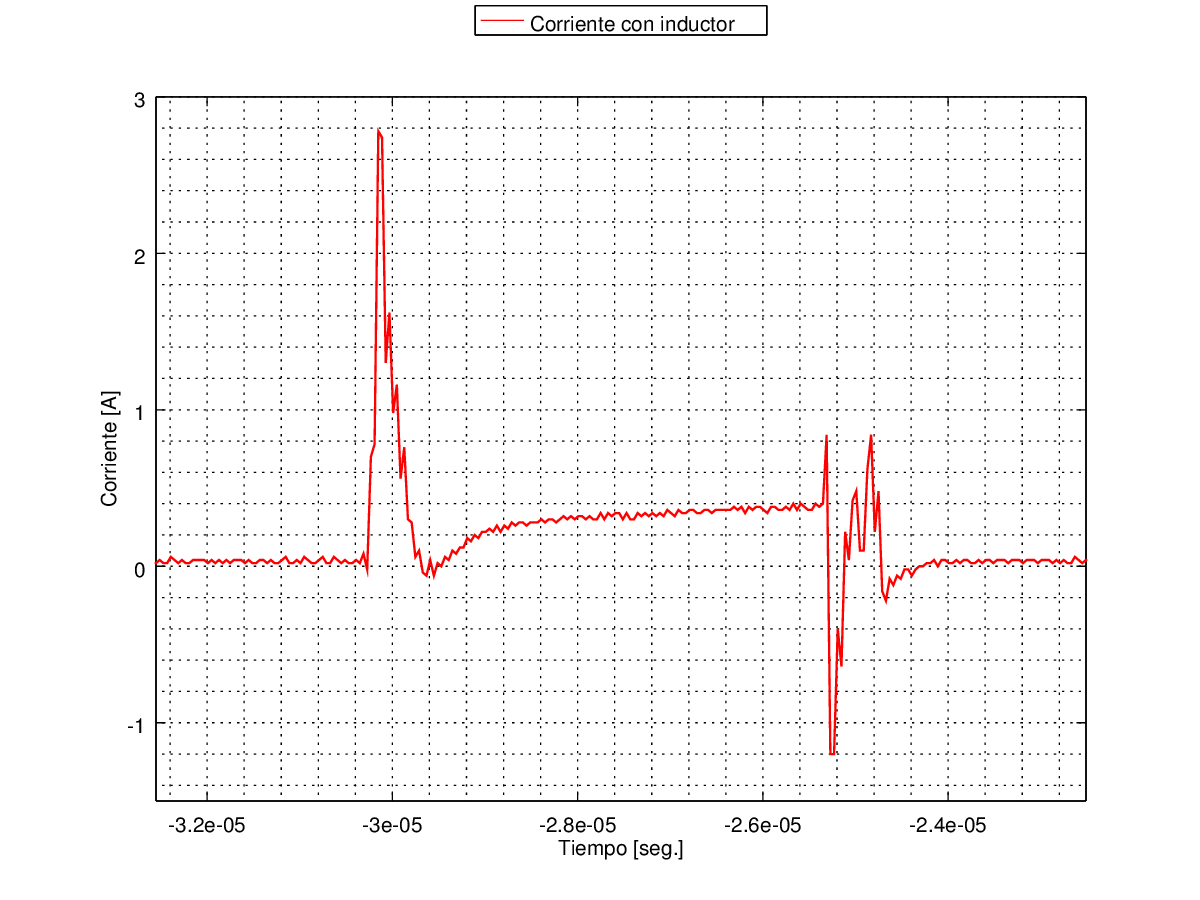 Corriente con inductor
3
2
1
0
-1
Corriente [A]
-3.2e-05 -3e-05 -2.8e-05 -2.6e-05 -2.4e-05
Tiempo [seg.]